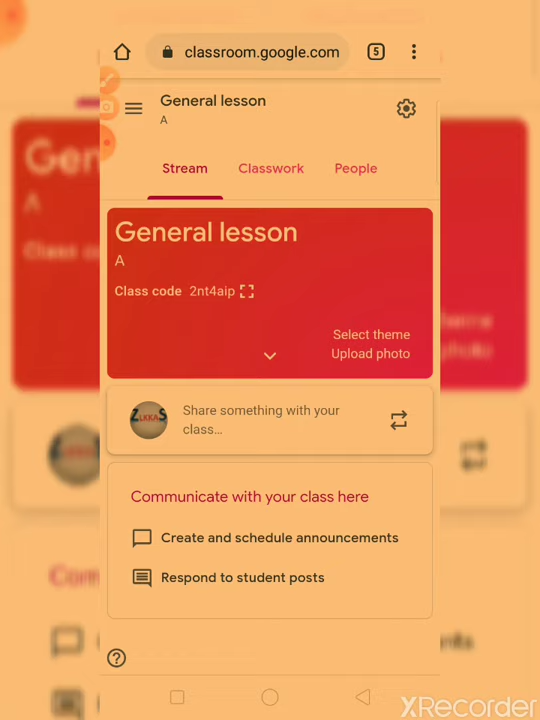 classroom.google.com
5
General lesson
A
Stream Classwork People
General lesson
A
Class code 2nt4aip
Select theme
Upload photo
ZLKKAS
Share something with your
class...
Communicate with your class here
Create and schedule announcements
Respond to student posts
XRecorder